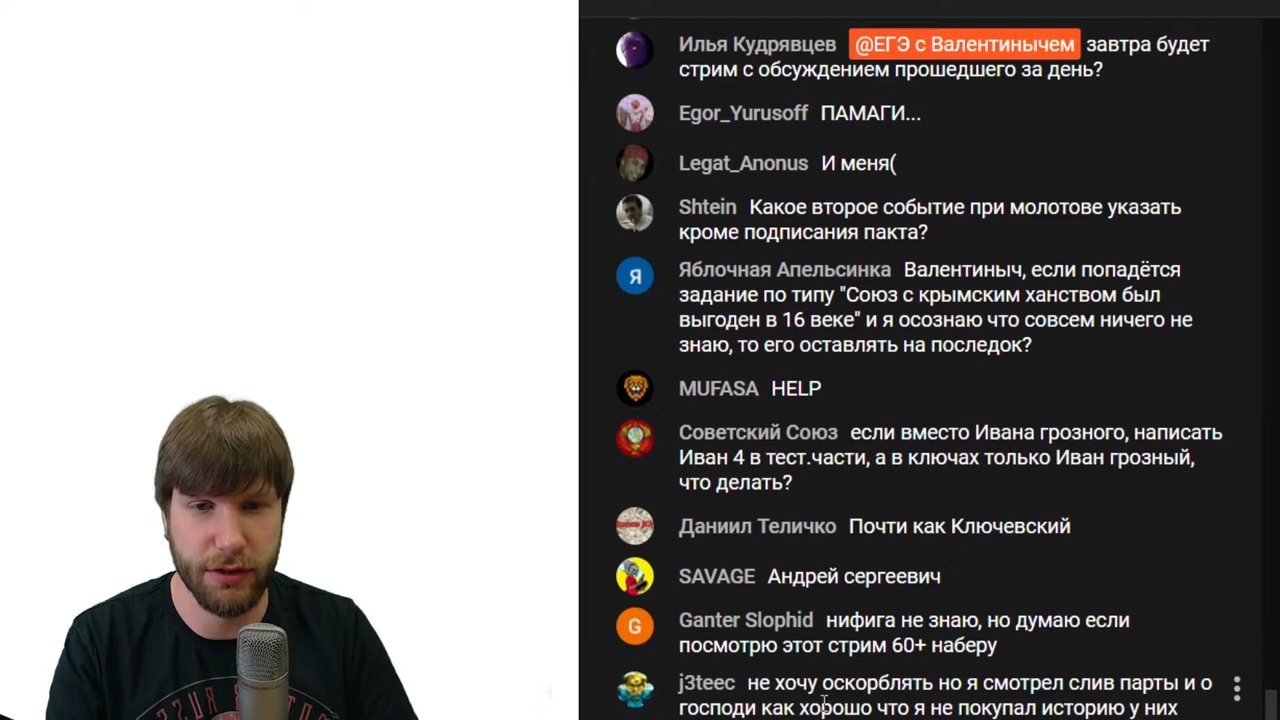 Илья Кудрявцев @ЕГЭ с Валентинычем завтра будет
стрим с обсуждением прошедшего за день?
Egor_Yurusoff ПАМАГИ...
Legat_Anonus И меня(
Shtein Какое второе событие при молотове указать
кроме подписания пакта?
Я Яблочная Апельсинка Валентиныч, если попадётся
задание по типу "Союз с крымским ханством был
выгоден в 16 веке" и я осознаю что совсем ничего не
знаю, то его оставлять на последок?
MUFASA HELP
Советский Союз если вместо Ивана грозного, написать
Иван 4 в тест.части, а в ключах только Иван грозный,
что делать?
Даниил Теличко Почти как Ключевский
SAVAGE Андрей сергеевич
G Ganter Slophid нифига не знаю, но думаю если
посмотрю этот стрим 60+ наберу
j3teec не хочу оскорблять но я смотрел слив парты и о
господи как хорошо что я не покупал историю у них